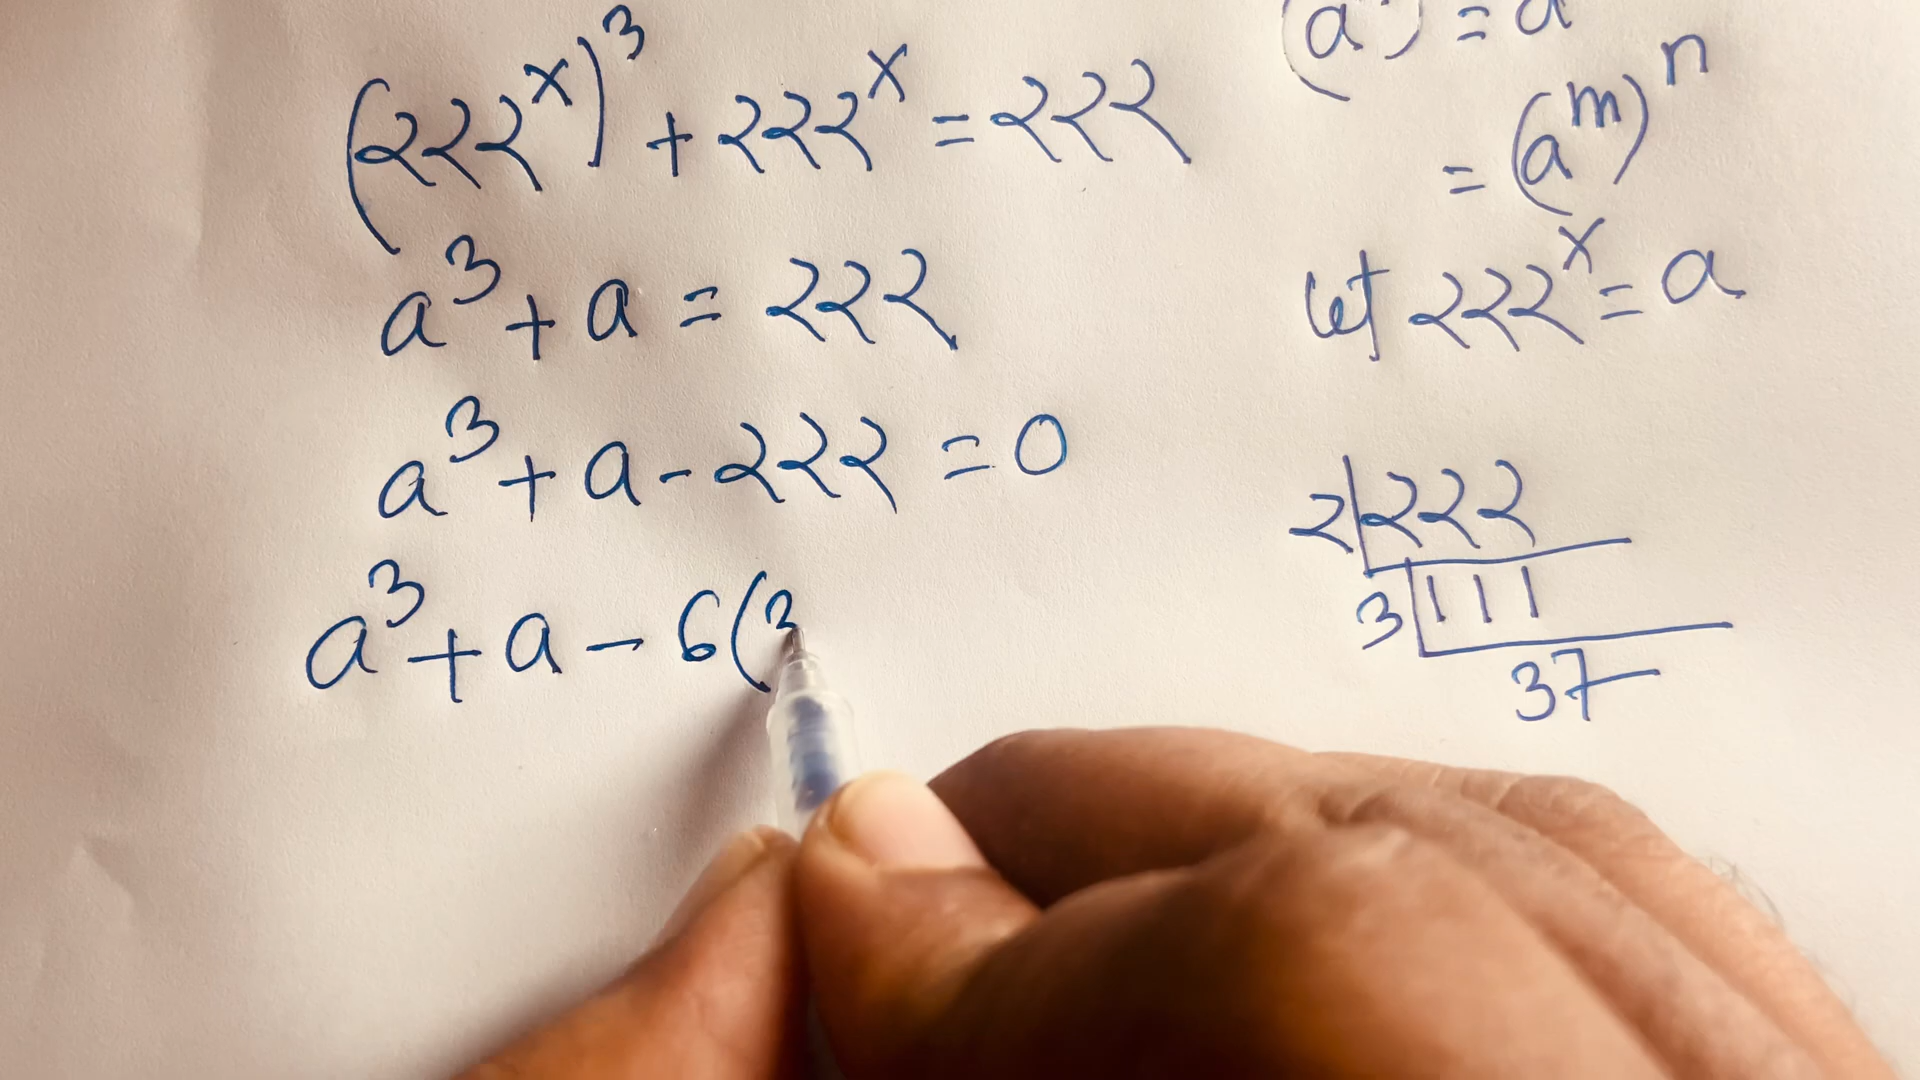 (222^x)^3 + 222^x = 222
a^3 + a = 222
a^3 + a - 222 = 0
a^3 + a - 6(3
= (a^m)^n
let 222^x = a
2|222
3|111
37